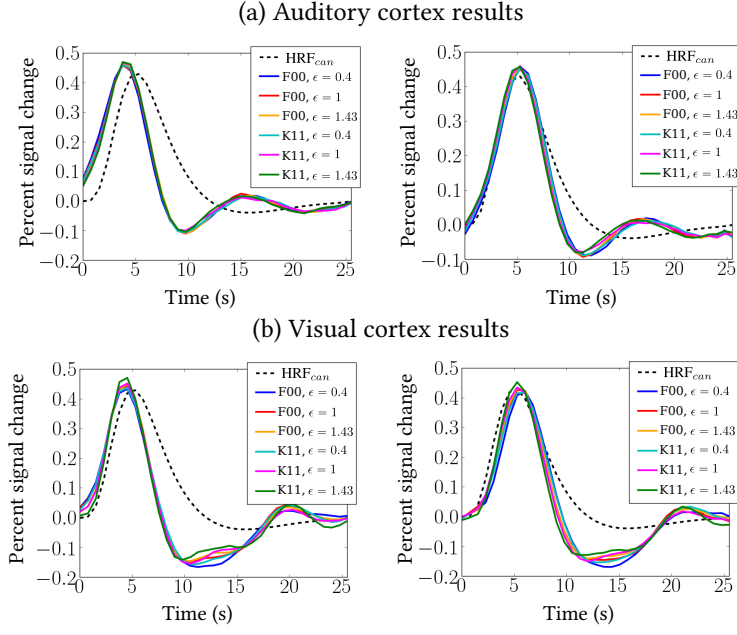 (a) Auditory cortex results
Percent signal change
0.5
0.4
0.3
0.2
0.1
0.0
−0.1
−0.2
0 5 10 15 20 25
Time (s)
HRF_can
F00, ϵ = 0.4
F00, ϵ = 1
F00, ϵ = 1.43
K11, ϵ = 0.4
K11, ϵ = 1
K11, ϵ = 1.43
Percent signal change
0.5
0.4
0.3
0.2
0.1
0.0
−0.1
0 5 10 15 20 25
Time (s)
HRF_can
F00, ϵ = 0.4
F00, ϵ = 1
F00, ϵ = 1.43
K11, ϵ = 0.4
K11, ϵ = 1
K11, ϵ = 1.43
(b) Visual cortex results
Percent signal change
0.5
0.4
0.3
0.2
0.1
0.0
−0.1
−0.2
0 5 10 15 20 25
Time (s)
HRF_can
F00, ϵ = 0.4
F00, ϵ = 1
F00, ϵ = 1.43
K11, ϵ = 0.4
K11, ϵ = 1
K11, ϵ = 1.43
Percent signal change
0.5
0.4
0.3
0.2
0.1
0.0
−0.1
−0.2
0 5 10 15 20 25
Time (s)
HRF_can
F00, ϵ = 0.4
F00, ϵ = 1
F00, ϵ = 1.43
K11, ϵ = 0.4
K11, ϵ = 1
K11, ϵ = 1.43